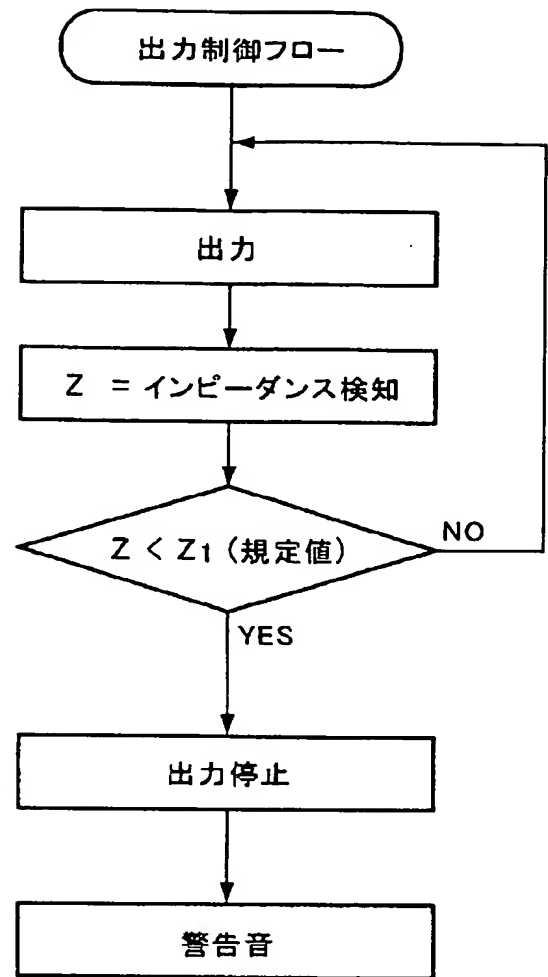 出力制御フロー
出力
Z = インピーダンス検知
Z < Z1 (規定値)
NO
YES
出力停止
警告音